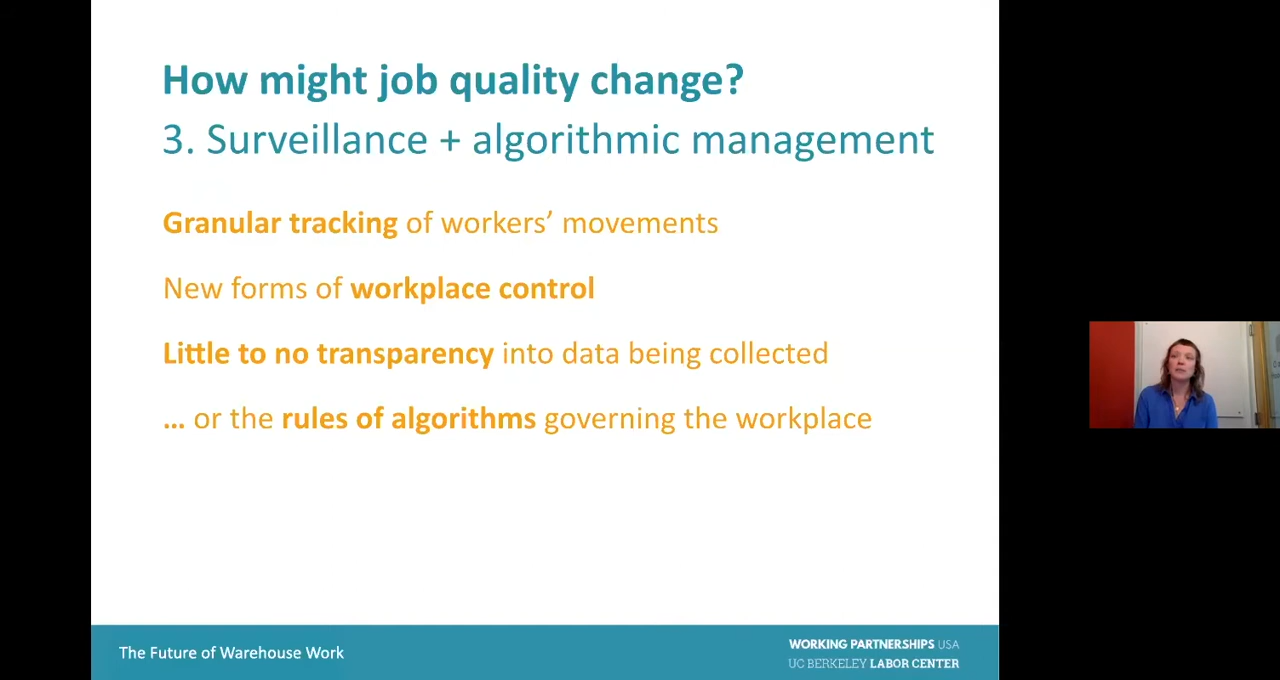 How might job quality change?
3. Surveillance + algorithmic management
Granular tracking of workers’ movements
New forms of workplace control
Little to no transparency into data being collected
... or the rules of algorithms governing the workplace
The Future of Warehouse Work
WORKING PARTNERSHIPS USA
UC BERKELEY LABOR CENTER